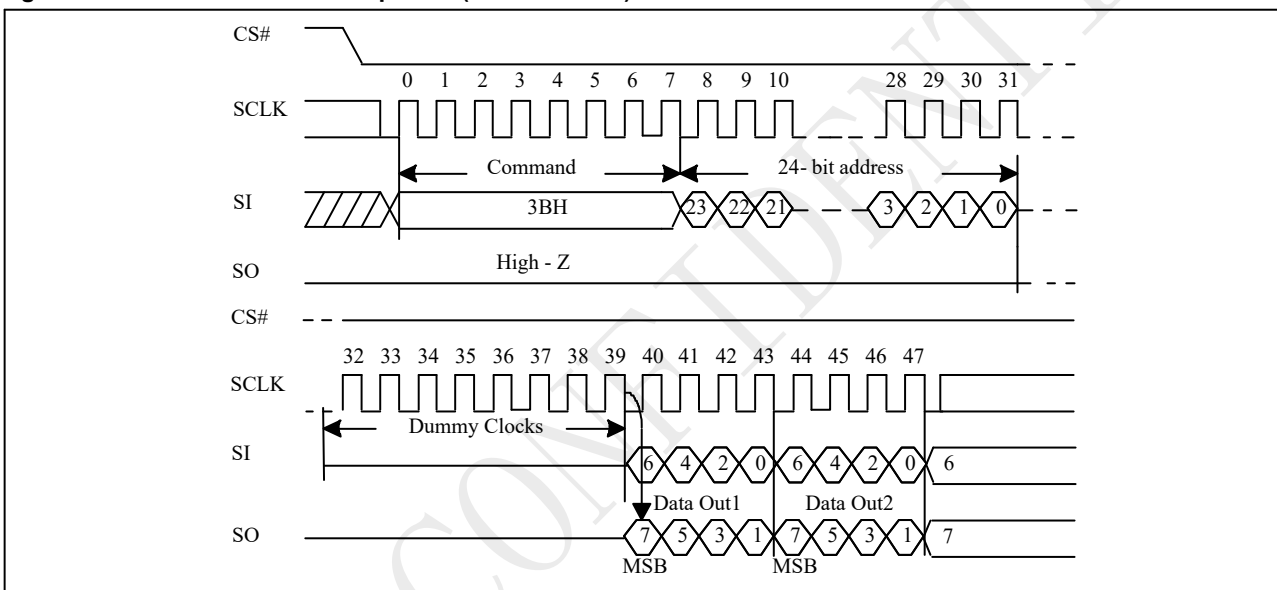 CS#
0 1 2 3 4 5 6 7 8 9 10 28 29 30 31
SCLK
Command 24- bit address
SI 3BH 23 22 21 3 2 1 0
High - Z
SO
CS#
32 33 34 35 36 37 38 39 40 41 42 43 44 45 46 47
SCLK
Dummy Clocks
SI 6 4 2 0 6 4 2 0 6
Data Out1 Data Out2
SO 7 5 3 1 7 5 3 1 7
MSB MSB